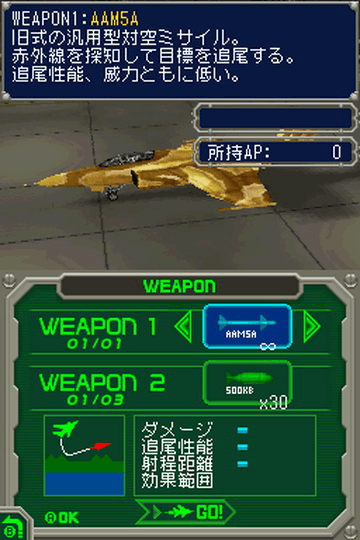 WEAPON1:AAM5A
旧式の汎用型対空ミサイル。
赤外線を探知して目標を追尾する。
追尾性能、威力ともに低い。
所持AP: 0
WEAPON
WEAPON 1
01/01
AAM5A
∞
WEAPON 2
01/03
500KB
x30
ダメージ
追尾性能
射程距離
効果範囲
B
A OK
GO!